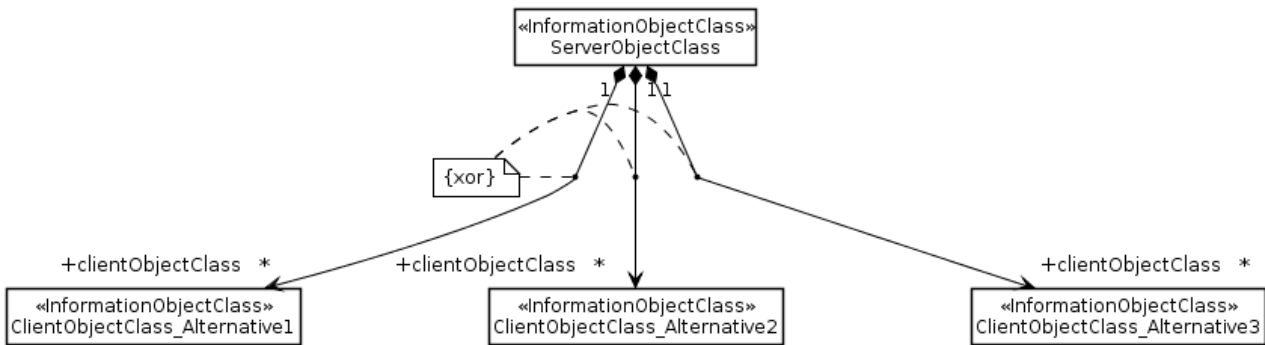 «InformationObjectClass»
ServerObjectClass
1 1 1
{xor}
+clientObjectClass * +clientObjectClass * +clientObjectClass *
«InformationObjectClass» «InformationObjectClass» «InformationObjectClass»
ClientObjectClass_Alternative1 ClientObjectClass_Alternative2 ClientObjectClass_Alternative3